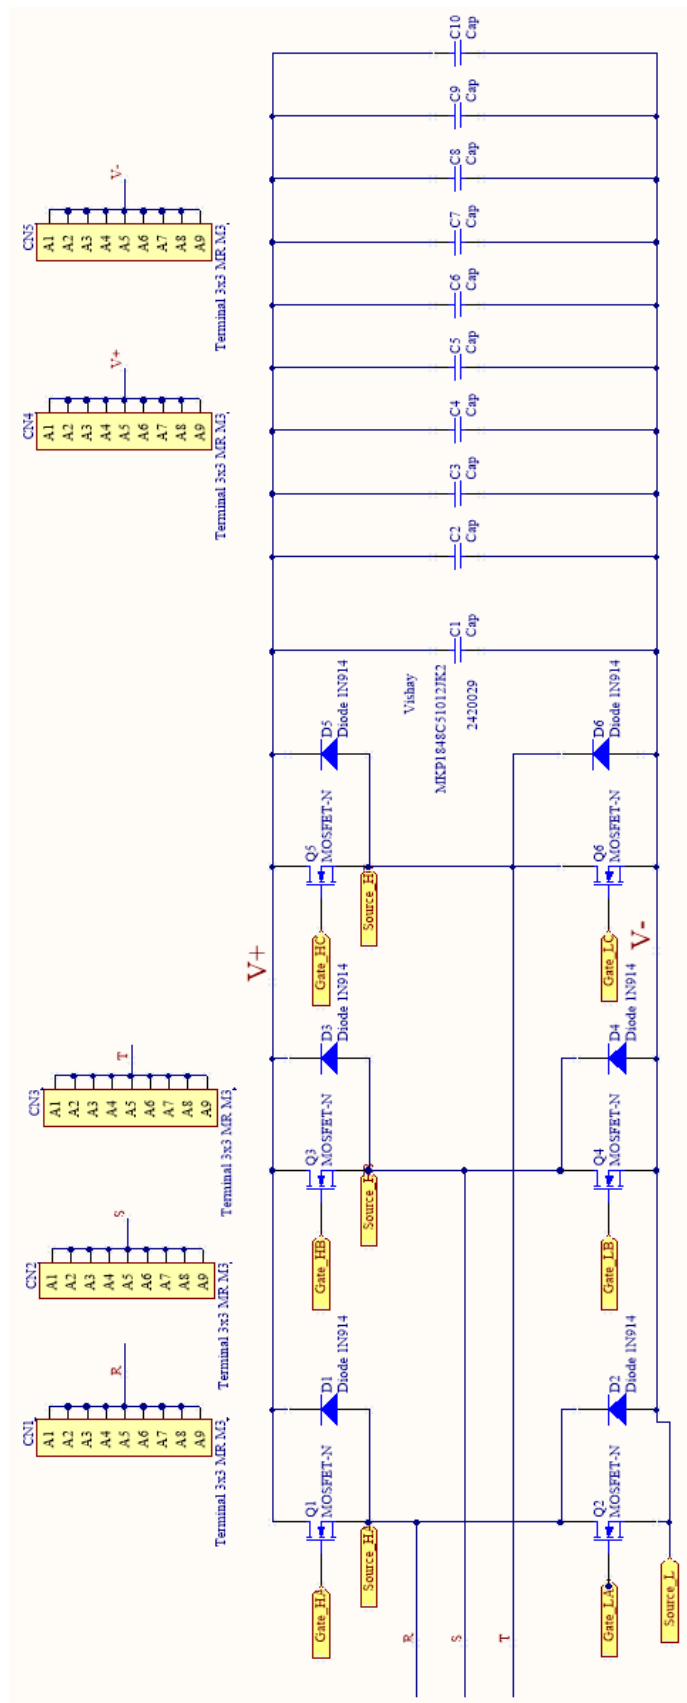 C10
Cap
C9
Cap
C8
Cap
C7
Cap
C6
Cap
C5
Cap
C4
Cap
C3
Cap
C2
Cap
C1
Cap
Vishay
MKP1848C51012JK2
2420029
V-
CN5
A1
A2
A3
A4
A5
A6
A7
A8
A9
Terminal 3x3 MR M3
V+
CN4
A1
A2
A3
A4
A5
A6
A7
A8
A9
Terminal 3x3 MR M3
T
CN3
A1
A2
A3
A4
A5
A6
A7
A8
A9
Terminal 3x3 MR M3
S
CN2
A1
A2
A3
A4
A5
A6
A7
A8
A9
Terminal 3x3 MR M3
R
CN1
A1
A2
A3
A4
A5
A6
A7
A8
A9
Terminal 3x3 MR M3
D5
Diode 1N914
D6
Diode 1N914
Q5
MOSFET-N
Q6
MOSFET-N
Gate_HC
Source_H
Gate_LC
V+
V-
D3
Diode 1N914
D4
Diode 1N914
Q3
MOSFET-N
Q4
MOSFET-N
Gate_HB
Gate_LB
D1
Diode 1N914
D2
Diode 1N914
Q1
MOSFET-N
Q2
MOSFET-N
Gate_HA
Source_HA
Gate_LA
Source_L
R
S
T